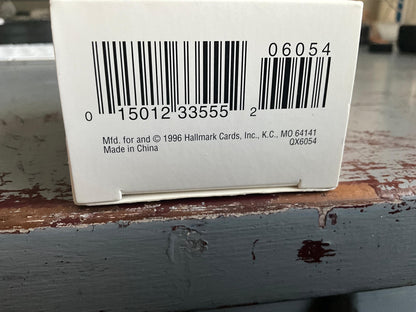 06054
0 15012 33555 2
Mfd. for and © 1996 Hallmark Cards, Inc., K.C., MO 64141
QX6054
Made in China